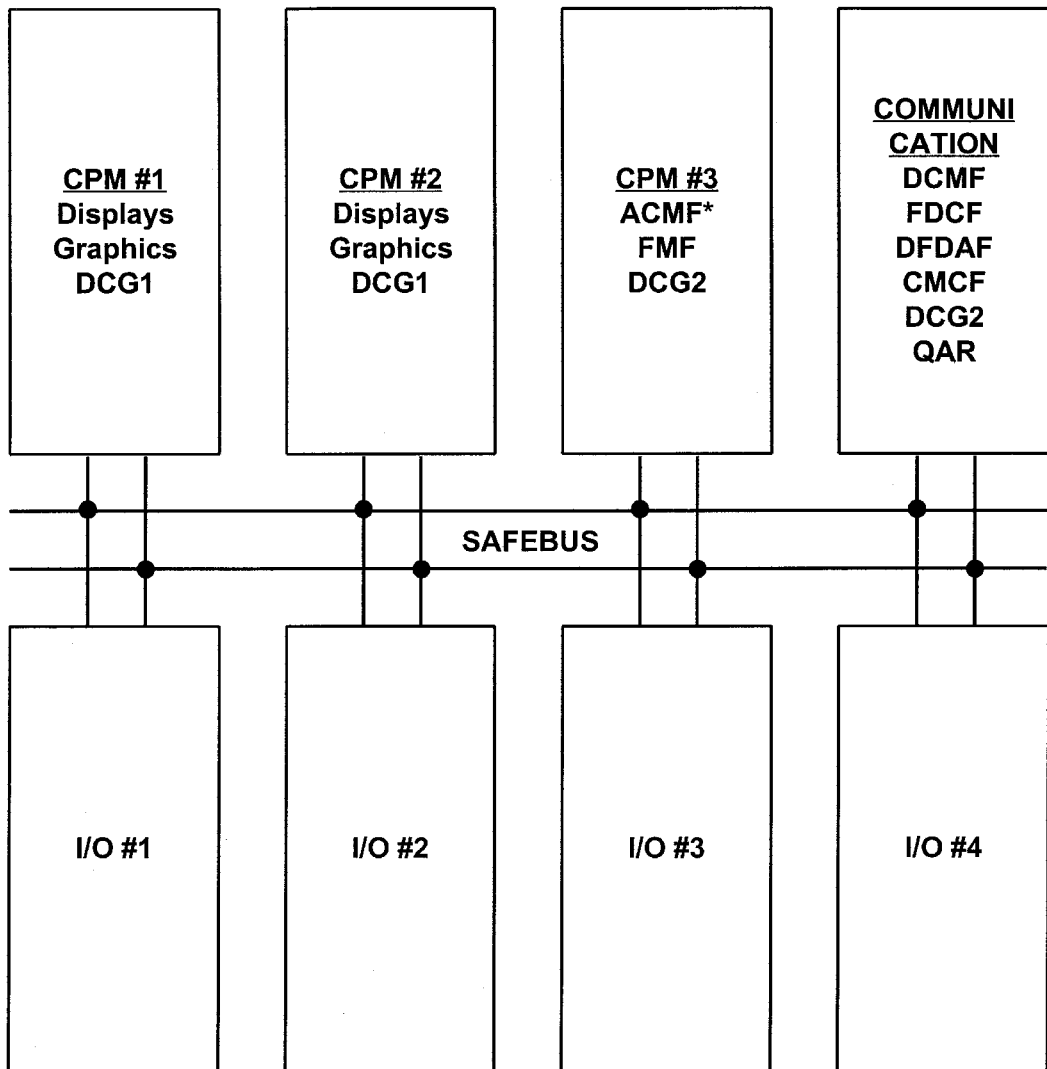 CPM #1
Displays
Graphics
DCG1
CPM #2
Displays
Graphics
DCG1
CPM #3
ACMF*
FMF
DCG2
COMMUNI
CATION
DCMF
FDCF
DFDAF
CMCF
DCG2
QAR
SAFEBUS
I/O #1
I/O #2
I/O #3
I/O #4